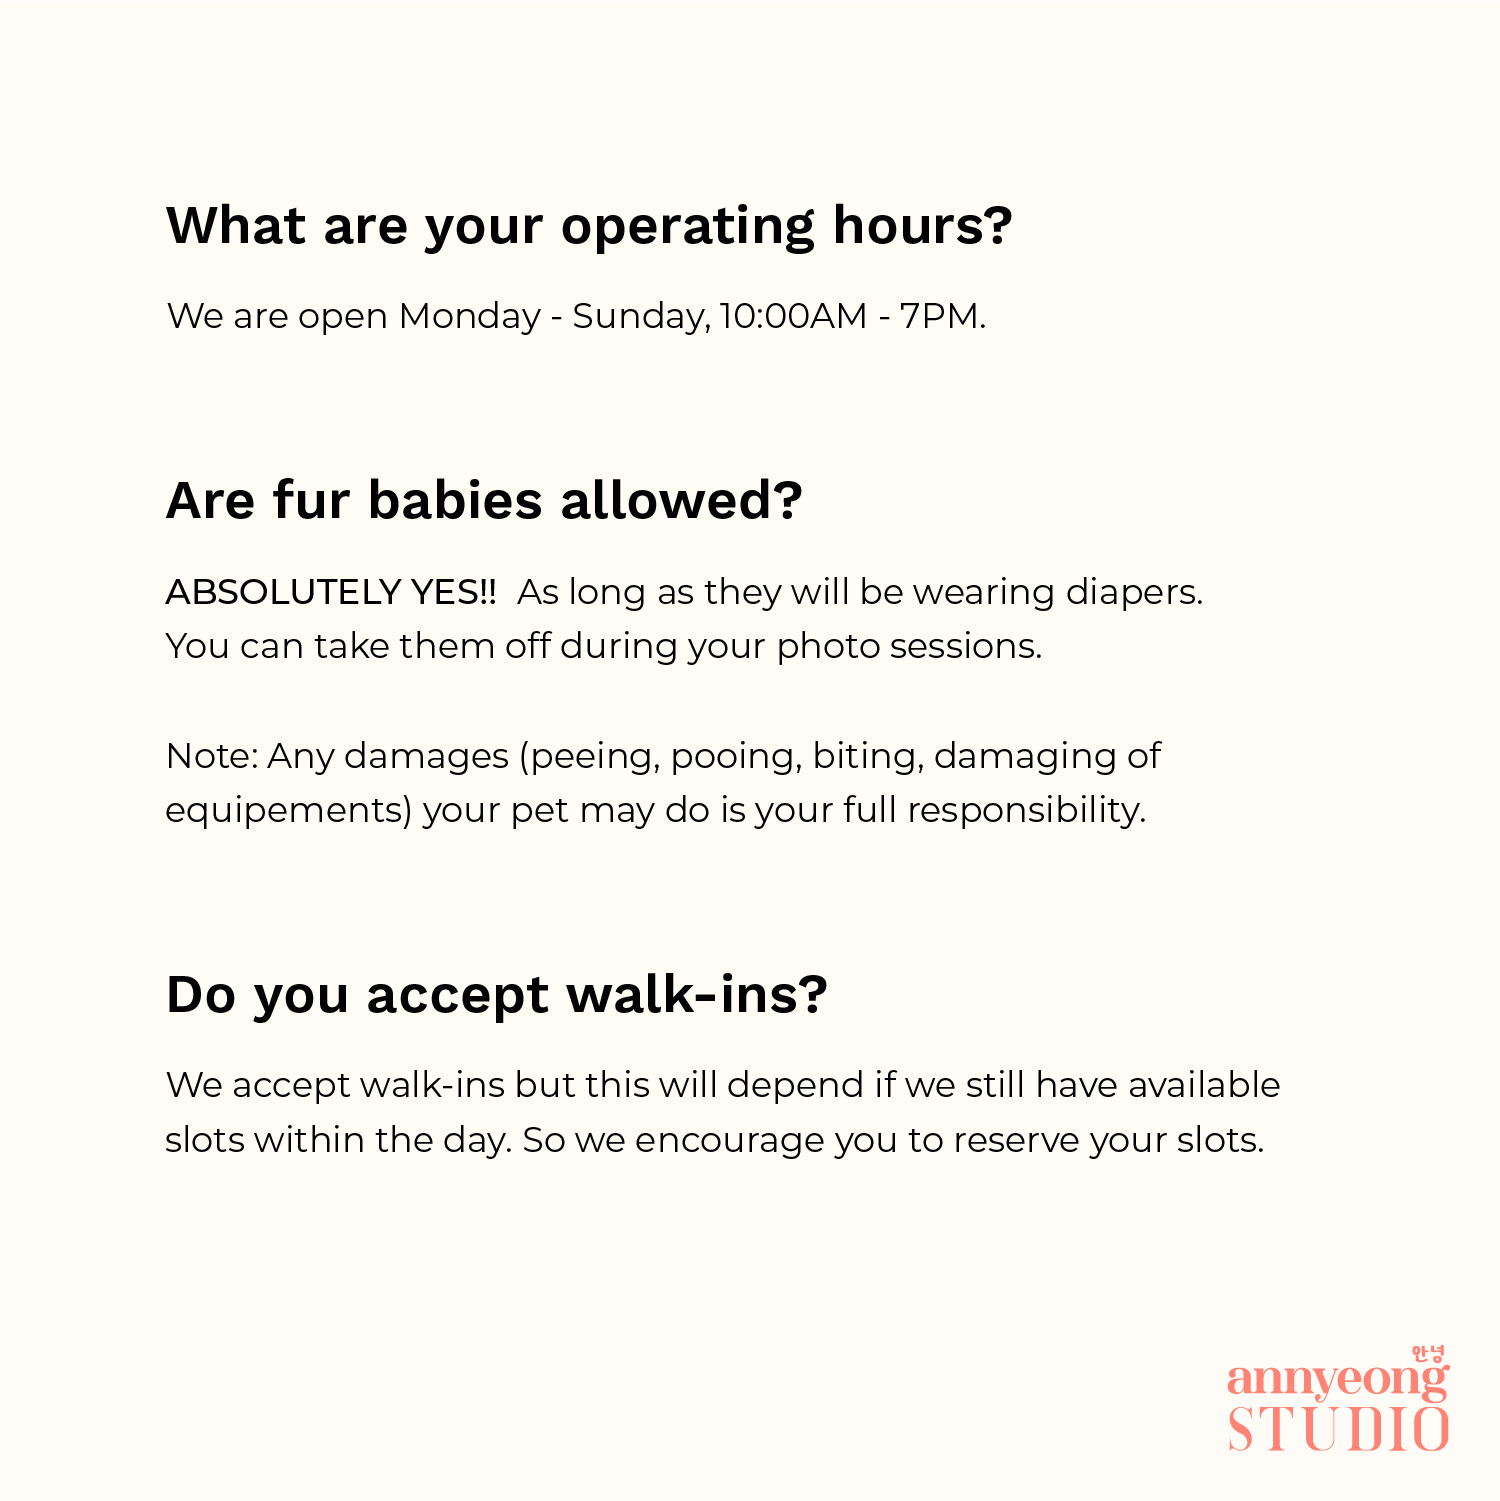 What are your operating hours?
We are open Monday - Sunday, 10:00AM - 7PM.
Are fur babies allowed?
ABSOLUTELY YES!! As long as they will be wearing diapers.
You can take them off during your photo sessions.
Note: Any damages (peeing, pooing, biting, damaging of
equipements) your pet may do is your full responsibility.
Do you accept walk-ins?
We accept walk-ins but this will depend if we still have available
slots within the day. So we encourage you to reserve your slots.
안녕
annyeong
STUDIO